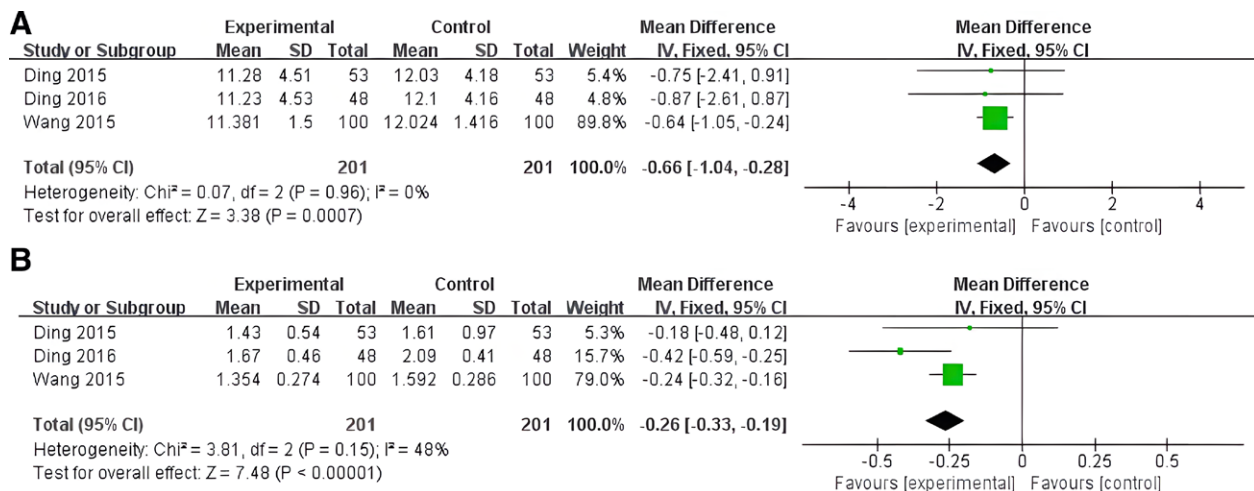 A
Experimental Control Mean Difference Mean Difference
Study or Subgroup Mean SD Total Mean SD Total Weight IV, Fixed, 95% CI IV, Fixed, 95% CI
Ding 2015 11.28 4.51 53 12.03 4.18 53 5.4% -0.75 [-2.41, 0.91]
Ding 2016 11.23 4.53 48 12.1 4.16 48 4.8% -0.87 [-2.61, 0.87]
Wang 2015 11.381 1.5 100 12.024 1.416 100 89.8% -0.64 [-1.05, -0.24]
Total (95% CI) 201 201 100.0% -0.66 [-1.04, -0.28]
Heterogeneity: Chi² = 0.07, df = 2 (P = 0.96); I² = 0%
Test for overall effect: Z = 3.38 (P = 0.0007)
-4 -2 0 2 4
Favours [experimental] Favours [control]
B
Experimental Control Mean Difference Mean Difference
Study or Subgroup Mean SD Total Mean SD Total Weight IV, Fixed, 95% CI IV, Fixed, 95% CI
Ding 2015 1.43 0.54 53 1.61 0.97 53 5.3% -0.18 [-0.48, 0.12]
Ding 2016 1.67 0.46 48 2.09 0.41 48 15.7% -0.42 [-0.59, -0.25]
Wang 2015 1.354 0.274 100 1.592 0.286 100 79.0% -0.24 [-0.32, -0.16]
Total (95% CI) 201 201 100.0% -0.26 [-0.33, -0.19]
Heterogeneity: Chi² = 3.81, df = 2 (P = 0.15); I² = 48%
Test for overall effect: Z = 7.48 (P < 0.00001)
-0.5 -0.25 0 0.25 0.5
Favours [experimental] Favours [control]